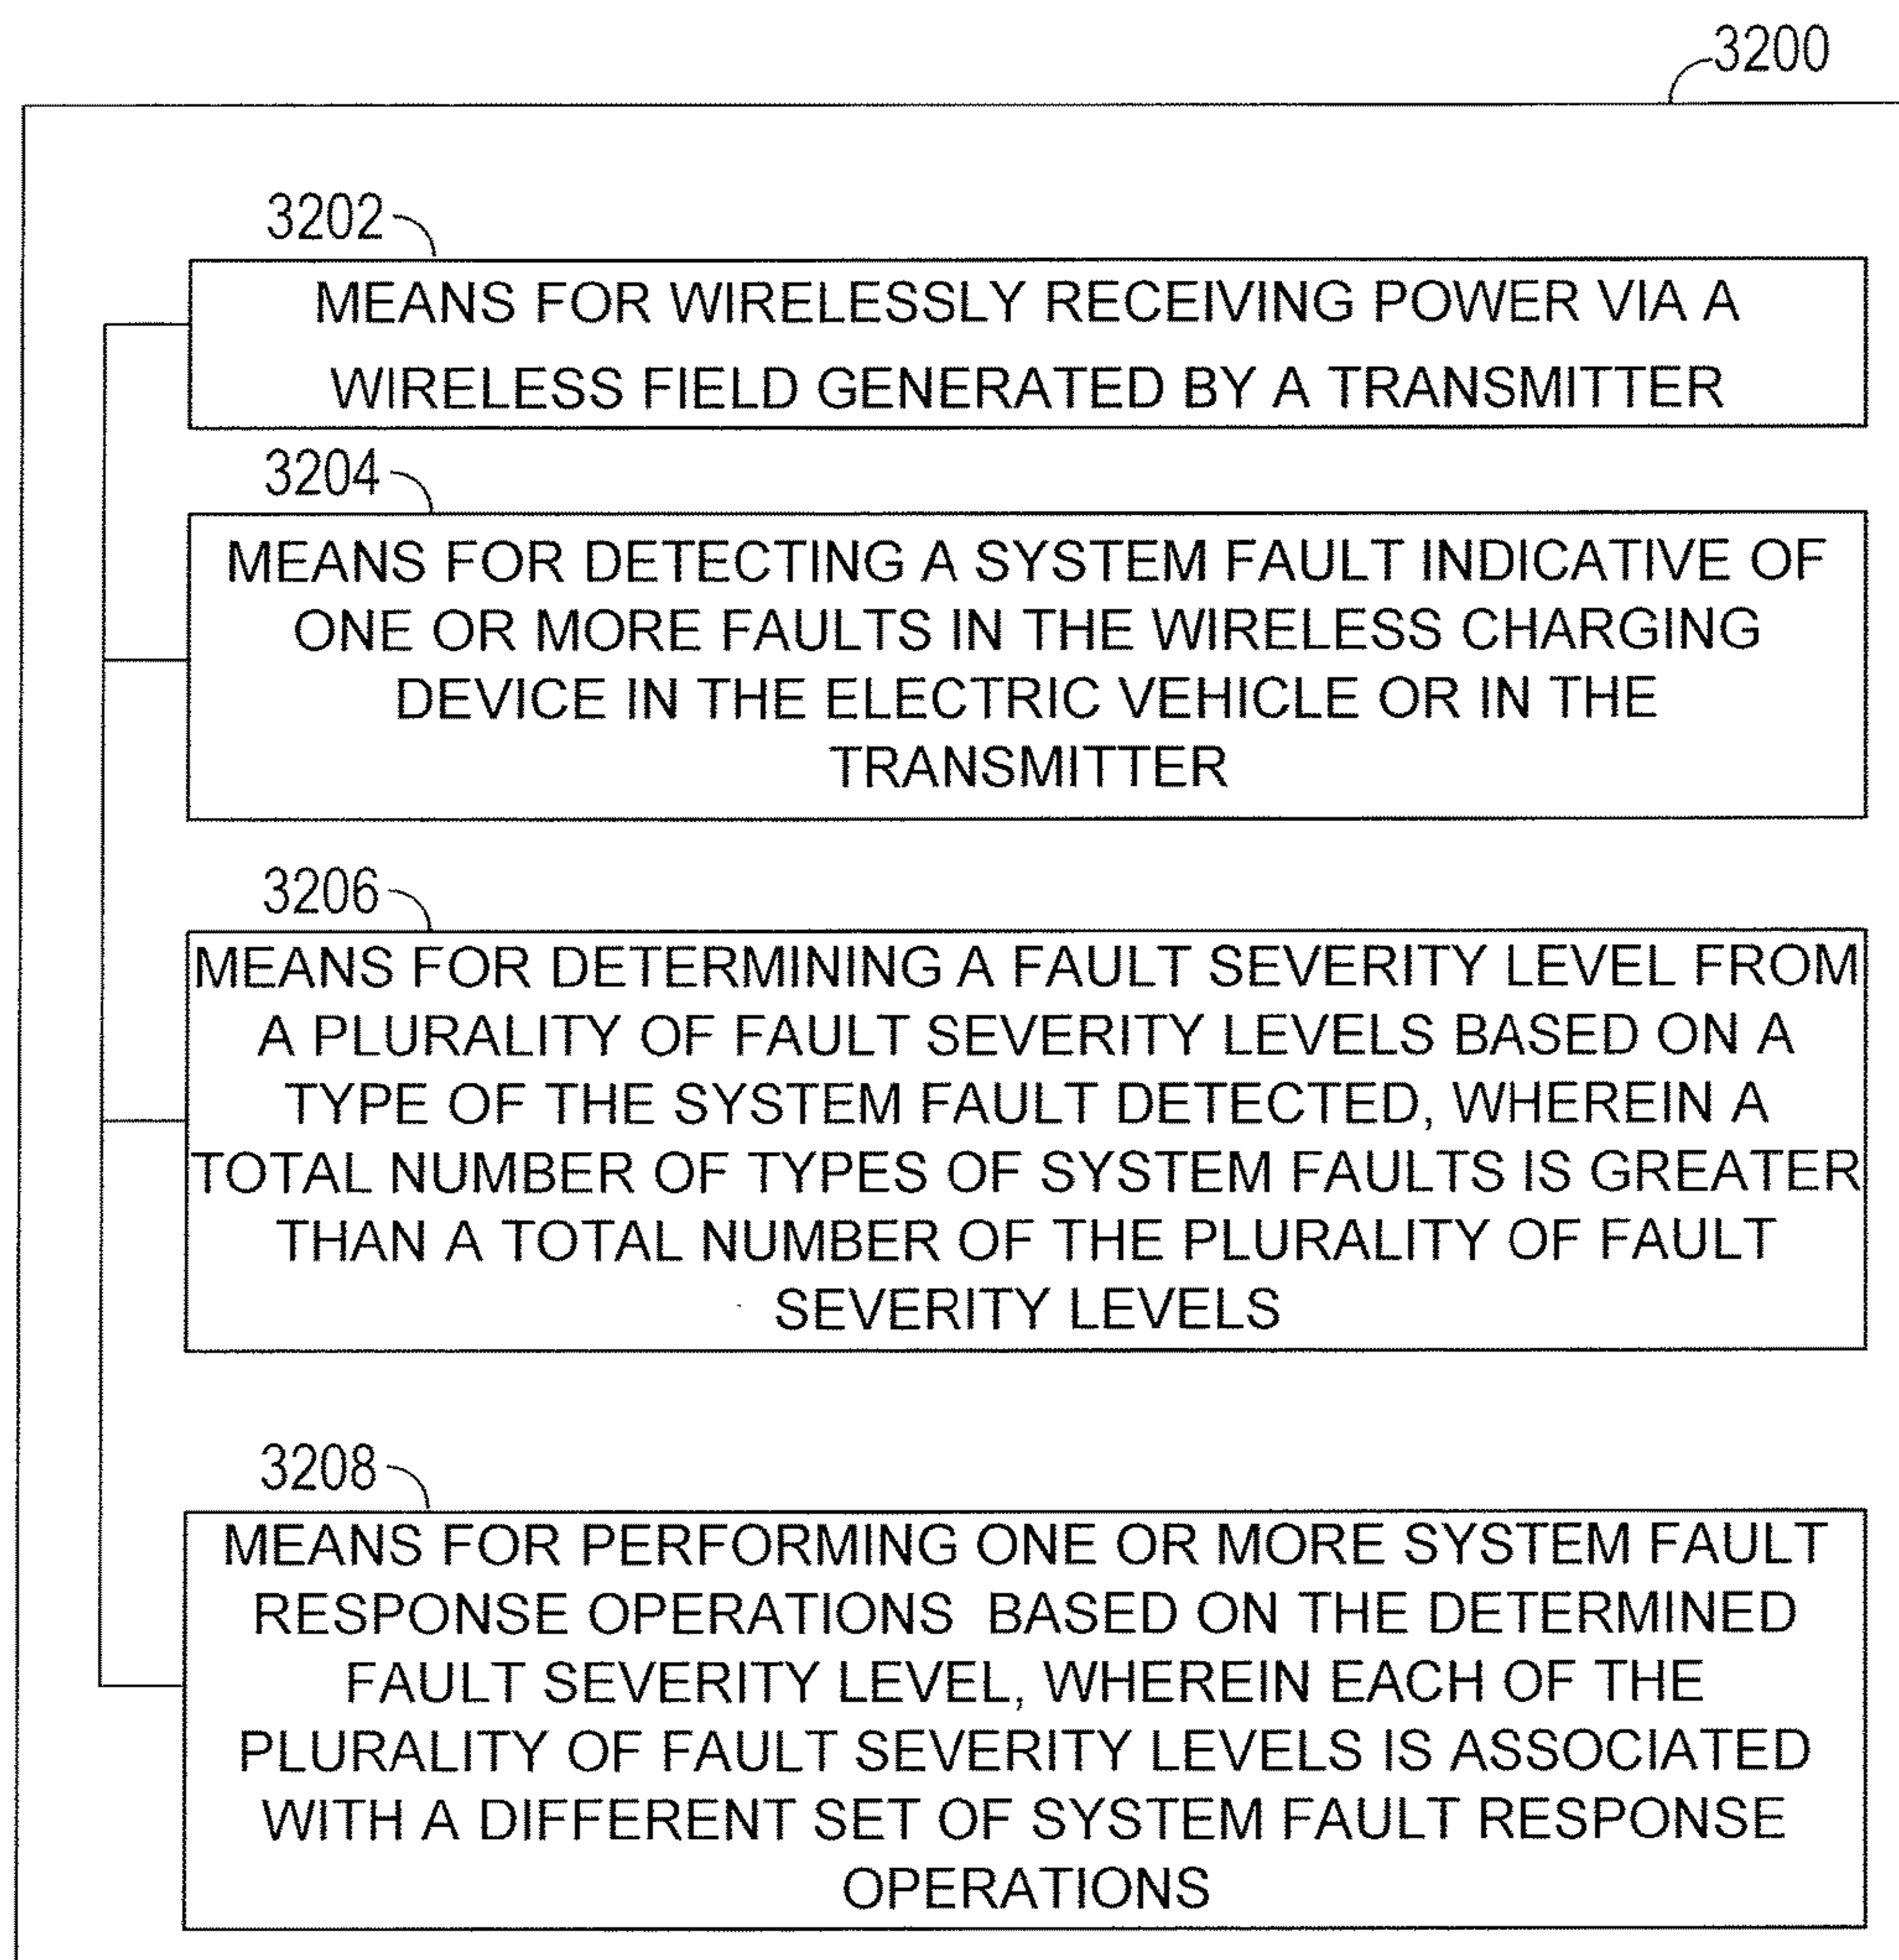 3200
3202
MEANS FOR WIRELESSLY RECEIVING POWER VIA A
WIRELESS FIELD GENERATED BY A TRANSMITTER
3204
MEANS FOR DETECTING A SYSTEM FAULT INDICATIVE OF
ONE OR MORE FAULTS IN THE WIRELESS CHARGING
DEVICE IN THE ELECTRIC VEHICLE OR IN THE
TRANSMITTER
3206
MEANS FOR DETERMINING A FAULT SEVERITY LEVEL FROM
A PLURALITY OF FAULT SEVERITY LEVELS BASED ON A
TYPE OF THE SYSTEM FAULT DETECTED, WHEREIN A
TOTAL NUMBER OF TYPES OF SYSTEM FAULTS IS GREATER
THAN A TOTAL NUMBER OF THE PLURALITY OF FAULT
SEVERITY LEVELS
3208
MEANS FOR PERFORMING ONE OR MORE SYSTEM FAULT
RESPONSE OPERATIONS BASED ON THE DETERMINED
FAULT SEVERITY LEVEL, WHEREIN EACH OF THE
PLURALITY OF FAULT SEVERITY LEVELS IS ASSOCIATED
WITH A DIFFERENT SET OF SYSTEM FAULT RESPONSE
OPERATIONS